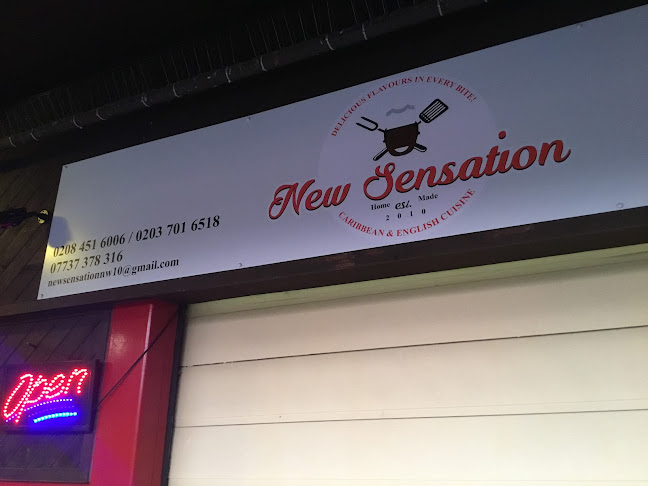 DELICIOUS FLAVOURS IN EVERY BITE!
New Sensation
Home est. Made
2010
CARIBBEAN & ENGLISH CUISINE
0208 451 6006 / 0203 701 6518
07737 378 316
newsensationnw10@gmail.com
Open